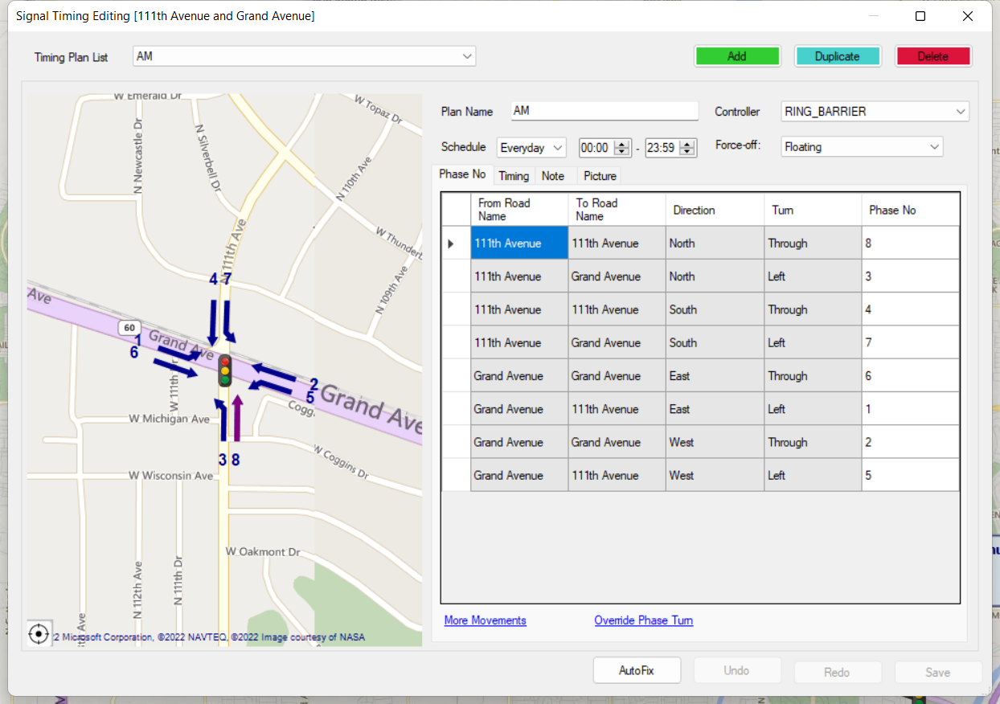 Signal Timing Editing [111th Avenue and Grand Avenue]
Timing Plan List
AM
Add
Duplicate
Delete
Plan Name
AM
Controller
RING_BARRIER
Schedule
Everyday
00:00
-
23:59
Force-off:
Floating
Phase No
Timing
Note
Picture
From Road Name To Road Name Direction Turn Phase No
111th Avenue 111th Avenue North Through 8
111th Avenue Grand Avenue North Left 3
111th Avenue 111th Avenue South Through 4
111th Avenue Grand Avenue South Left 7
Grand Avenue Grand Avenue East Through 6
Grand Avenue 111th Avenue East Left 1
Grand Avenue Grand Avenue West Through 2
Grand Avenue 111th Avenue West Left 5
More Movements
Override Phase Turn
AutoFix
Undo
Redo
Save
W Emerald Dr
N Newcastle Dr
N Silverbell Dr
W Topaz Dr
N 110th Ave
W Thunderb
N 109th Ave
N 111th Ave
4 7
Ave
60
Grand Ave
1
6
2
5
Grand Ave
W 111th Dr
Cogg
W Michigan Ave
3 8
W Coggins Dr
W Wisconsin Ave
W Oakmont Dr
N 112th Ave
N 111th Dr
th Ave
2 Microsoft Corporation, ©2022 NAVTEQ, ©2022 Image courtesy of NASA